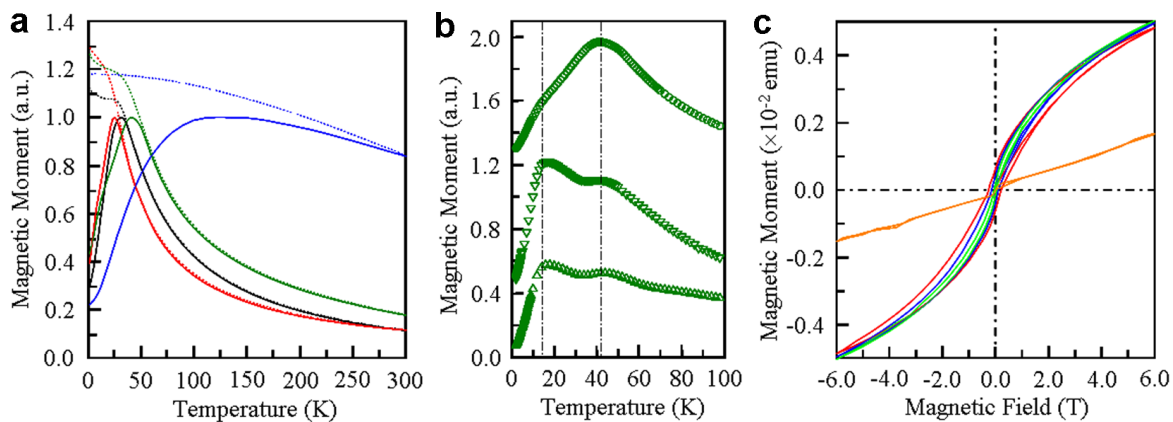 a
Magnetic Moment (a.u.)
1.4
1.2
1.0
0.8
0.6
0.4
0.2
0.0
0 50 100 150 200 250 300
Temperature (K)
b
Magnetic Moment (a.u.)
2.0
1.6
1.2
0.8
0.4
0.0
0 20 40 60 80 100
Temperature (K)
c
Magnetic Moment (×10⁻² emu)
0.4
0.2
0.0
-0.2
-0.4
-6.0 -4.0 -2.0 0.0 2.0 4.0 6.0
Magnetic Field (T)